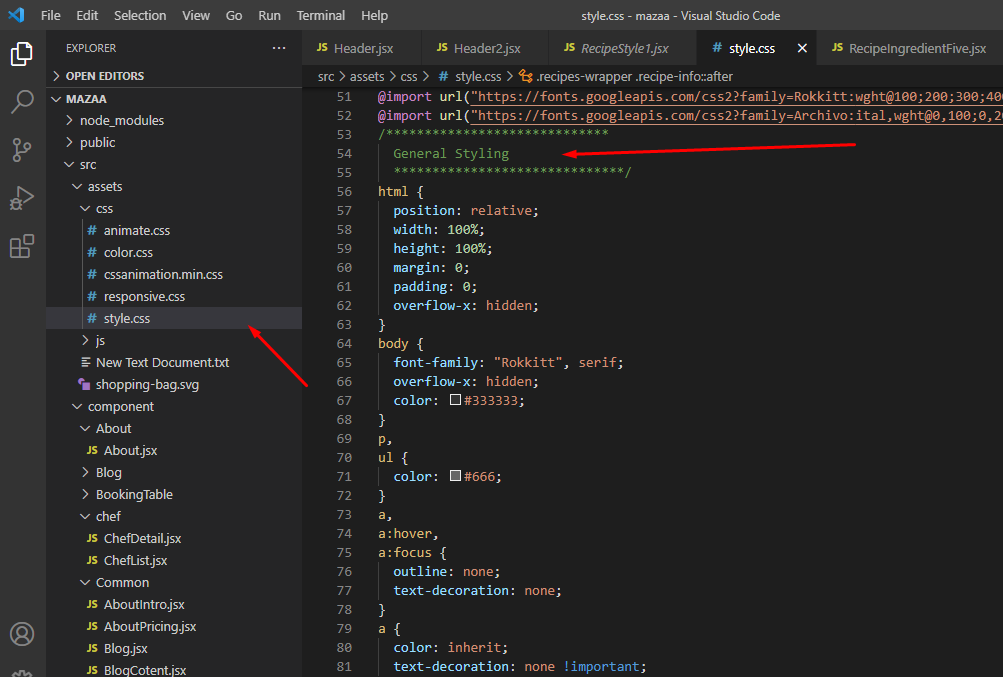 File Edit Selection View Go Run Terminal Help style.css - mazaa - Visual Studio Code
EXPLORER ···
JS Header.jsx JS Header2.jsx JS RecipeStyle1.jsx # style.css × JS RecipeIngredientFive.jsx
src > assets > css > # style.css > .recipes-wrapper .recipe-info::after
OPEN EDITORS
MAZAA
node_modules
public
src
assets
css
# animate.css
# color.css
# cssanimation.min.css
# responsive.css
# style.css
js
New Text Document.txt
shopping-bag.svg
component
About
JS About.jsx
Blog
BookingTable
chef
JS ChefDetail.jsx
JS ChefList.jsx
Common
JS AboutIntro.jsx
JS AboutPricing.jsx
JS Blog.jsx
JS BlogCotent.jsx
51 @import url("https://fonts.googleapis.com/css2?family=Rokkitt:wght@100;200;300;40
52 @import url("https://fonts.googleapis.com/css2?family=Archivo:ital,wght@0,100;0,20
53 /*****************************
54 General Styling
55 ******************************/
56 html {
57 position: relative;
58 width: 100%;
59 height: 100%;
60 margin: 0;
61 padding: 0;
62 overflow-x: hidden;
63 }
64 body {
65 font-family: "Rokkitt", serif;
66 overflow-x: hidden;
67 color: #333333;
68 }
69 p,
70 ul {
71 color: #666;
72 }
73 a,
74 a:hover,
75 a:focus {
76 outline: none;
77 text-decoration: none;
78 }
79 a {
80 color: inherit;
81 text-decoration: none !important;